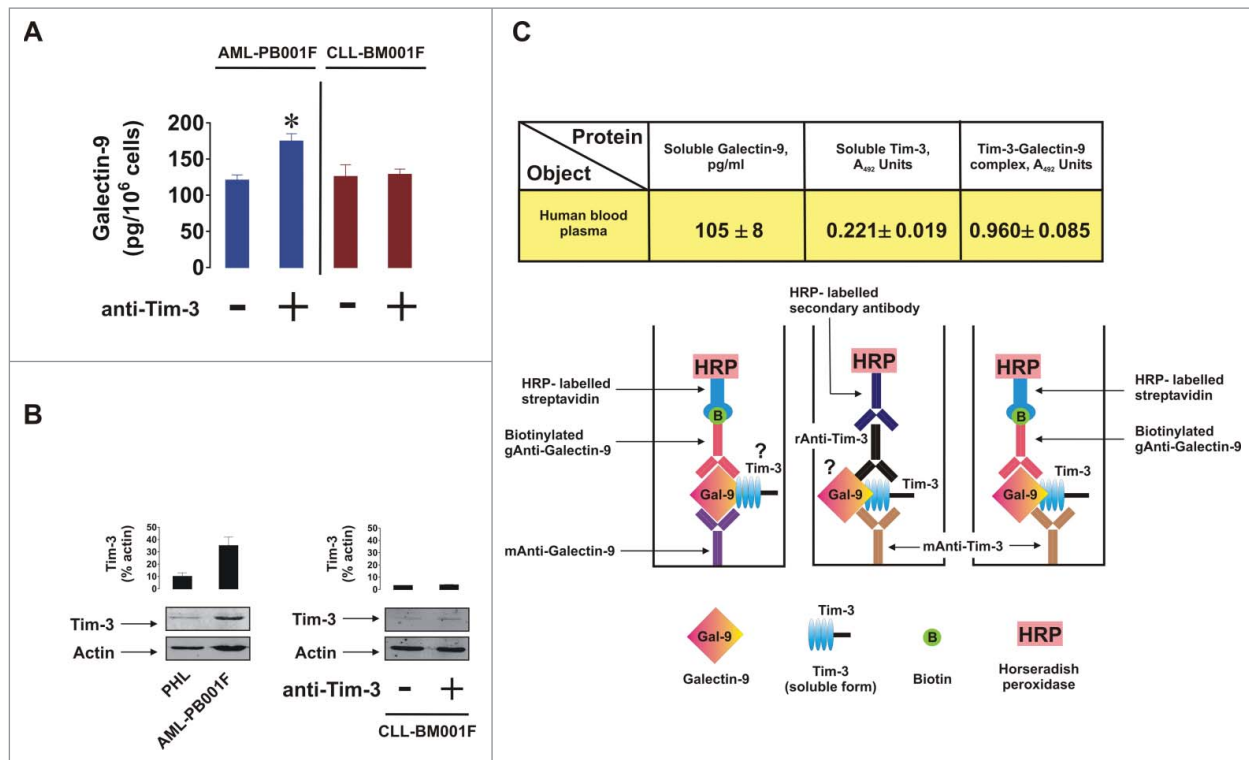 A
AML-PB001F CLL-BM001F
Galectin-9
(pg/10⁶ cells)
200
150
100
50
0
*
anti-Tim-3 - + - +
B
Tim-3
(% actin)
50
40
30
20
10
0
Tim-3
Actin
PHL
AML-PB001F
Tim-3
(% actin)
50
40
30
20
10
0
anti-Tim-3 - +
CLL-BM001F
C
Protein
Object
Soluble Galectin-9,
pg/ml
Soluble Tim-3,
A₄₉₂ Units
Tim-3-Galectin-9
complex, A₄₉₂ Units
Human blood
plasma
105 ± 8
0.221± 0.019
0.960± 0.085
HRP- labelled
secondary antibody
HRP
HRP
HRP
HRP- labelled
streptavidin
HRP- labelled
streptavidin
B
B
Biotinylated
gAnti-Galectin-9
rAnti-Tim-3
Biotinylated
gAnti-Galectin-9
?
Tim-3
Gal-9
?
Tim-3
Gal-9
Tim-3
Gal-9
mAnti-Galectin-9
mAnti-Tim-3
Gal-9
Galectin-9
Tim-3
Tim-3
(soluble form)
B
Biotin
HRP
Horseradish
peroxidase